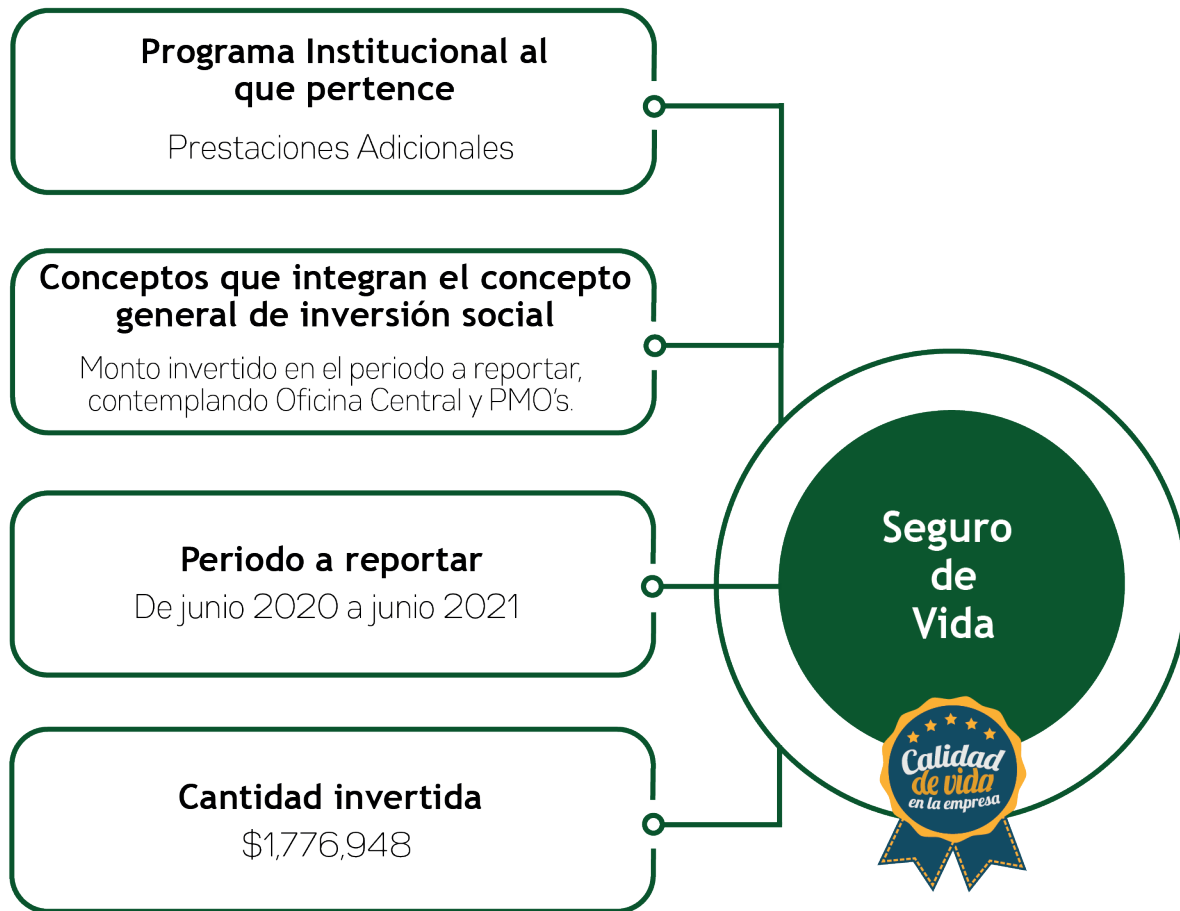 Programa Institucional al
que pertence
Prestaciones Adicionales
Conceptos que integran el concepto
general de inversión social
Monto invertido en el periodo a reportar,
contemplando Oficina Central y PMO's.
Periodo a reportar
De junio 2020 a junio 2021
Cantidad invertida
$1,776,948
Seguro
de
Vida
Calidad
de vida
en la empresa